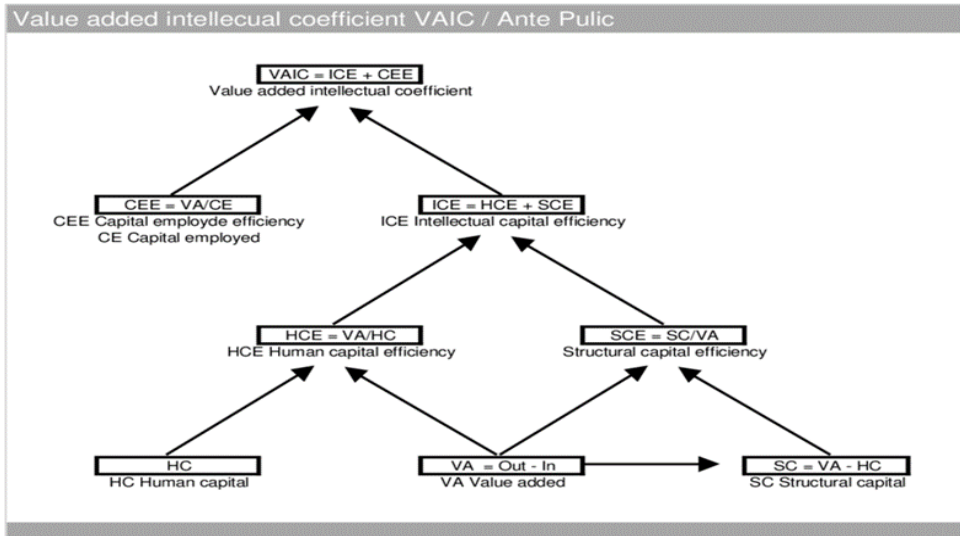 Value added intellecual coefficient VAIC / Ante Pulic
VAIC = ICE + CEE
Value added intellectual coefficient
CEE = VA/CE
CEE Capital employde efficiency
CE Capital employed
ICE = HCE + SCE
ICE Intellectual capital efficiency
HCE = VA/HC
HCE Human capital efficiency
SCE = SC/VA
Structural capital efficiency
HC
HC Human capital
VA = Out - In
VA Value added
SC = VA - HC
SC Structural capital